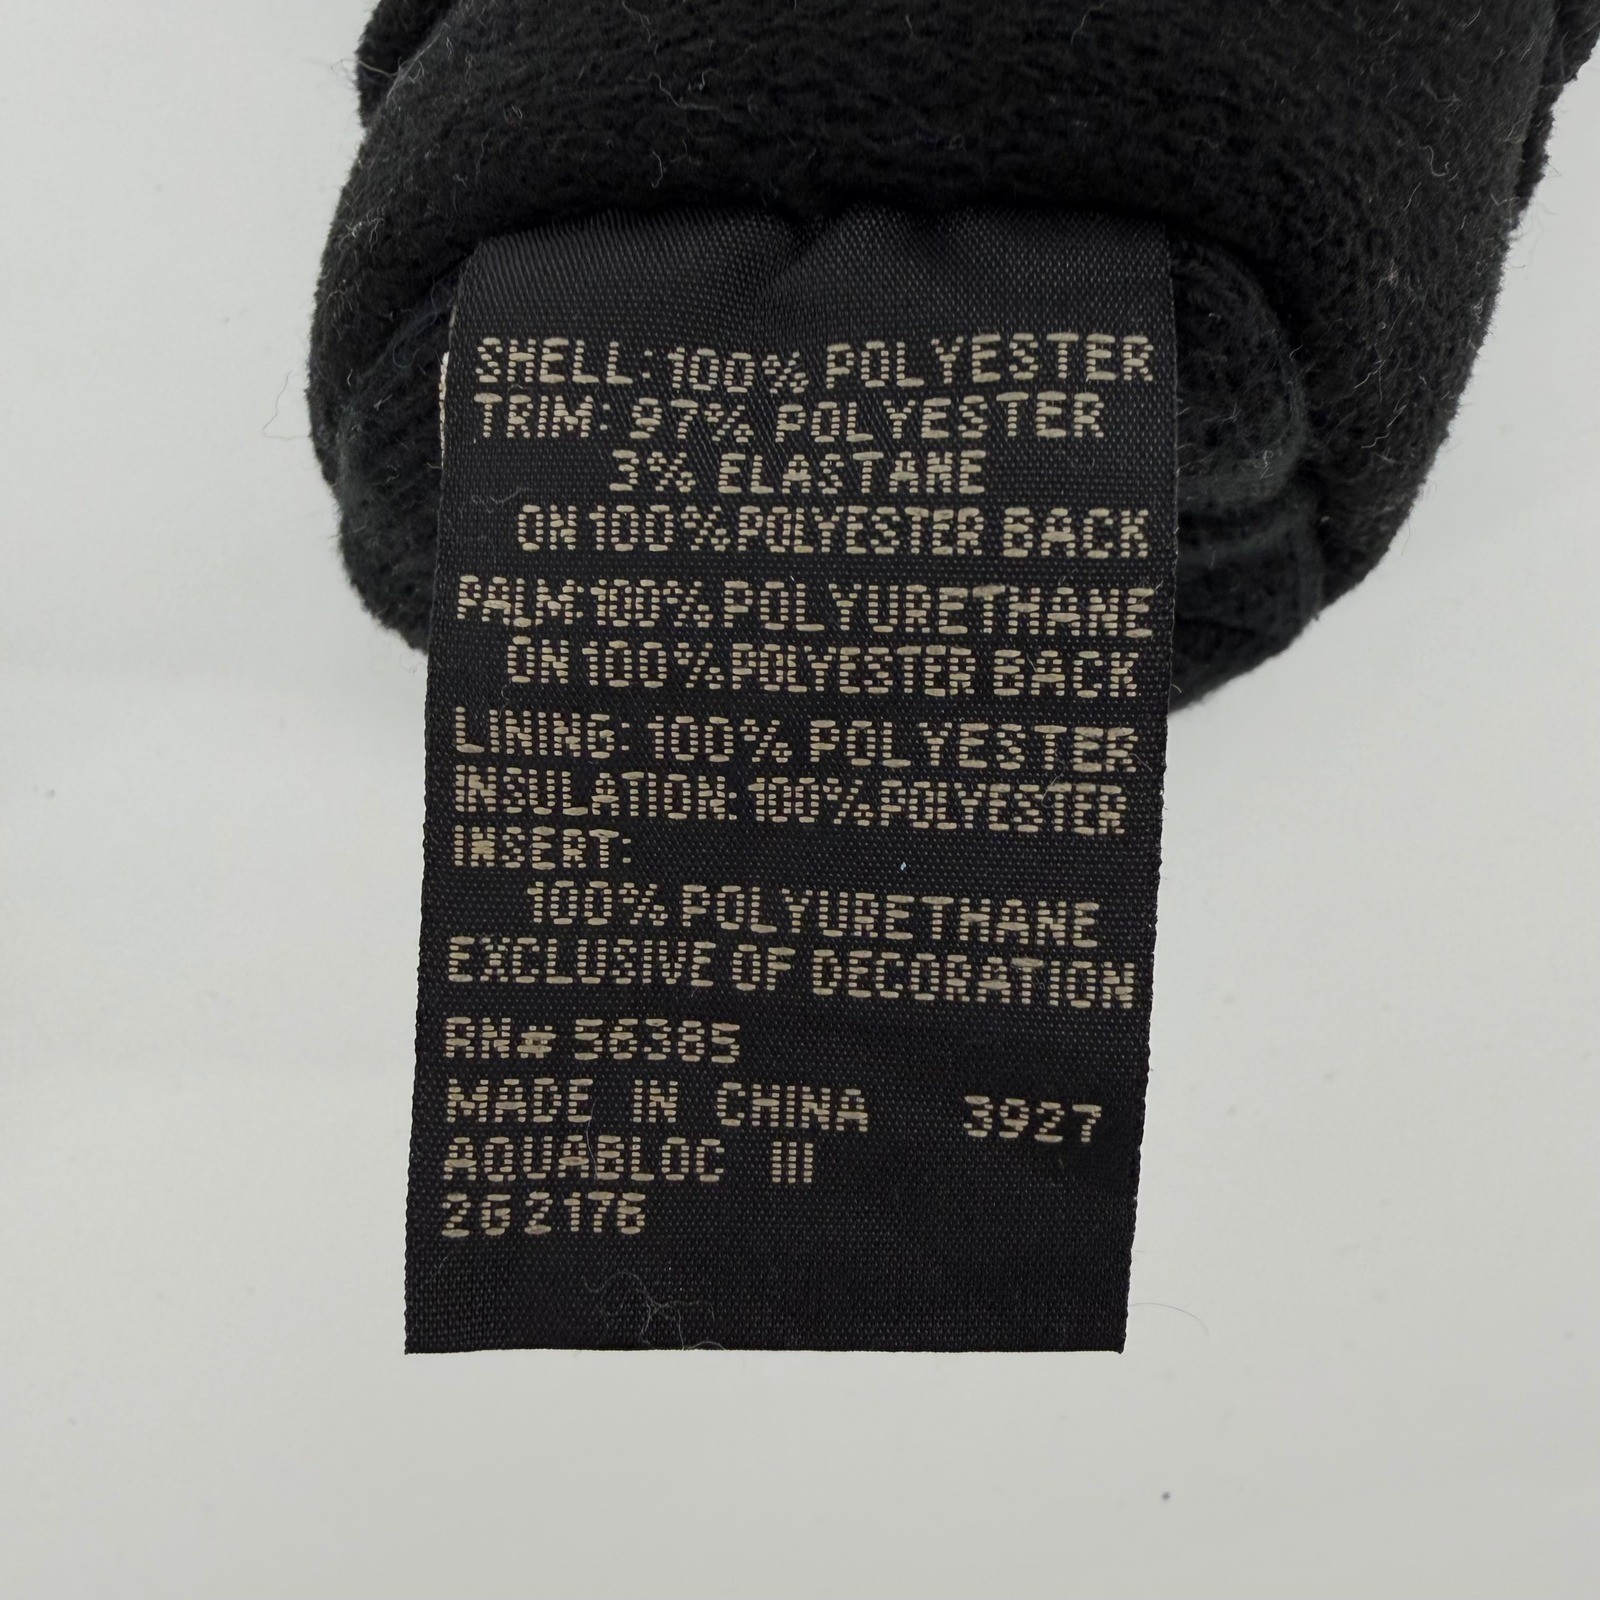 SHELL: 100% POLYESTER
TRIM: 97% POLYESTER
3% ELASTANE
ON 100% POLYESTER BACK
PALM: 100% POLYURETHANE
ON 100% POLYESTER BACK
LINING: 100% POLYESTER
INSULATION: 100% POLYESTER
INSERT:
100% POLYURETHANE
EXCLUSIVE OF DECORATION
RN# 56385
MADE IN CHINA 3927
AQUABLOC III
2G2176